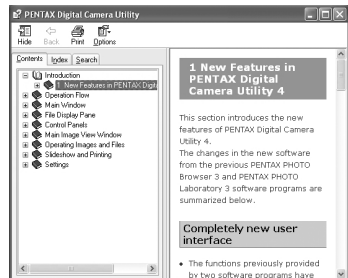 PENTAX Digital Camera Utility
Hide Back Print Options
Contents Index Search
Introduction
1 New Features in PENTAX Digit
Operation Flow
Main Window
File Display Pane
Control Panels
Main Image View Window
Operating Images and Files
Slideshow and Printing
Settings
1 New Features in
PENTAX Digital
Camera Utility 4
This section introduces the new
features of PENTAX Digital Camera
Utility 4.
The changes in the new software
from the previous PENTAX PHOTO
Browser 3 and PENTAX PHOTO
Laboratory 3 software programs are
summarized below.
Completely new user
interface
• The functions previously provided
by two software programs have